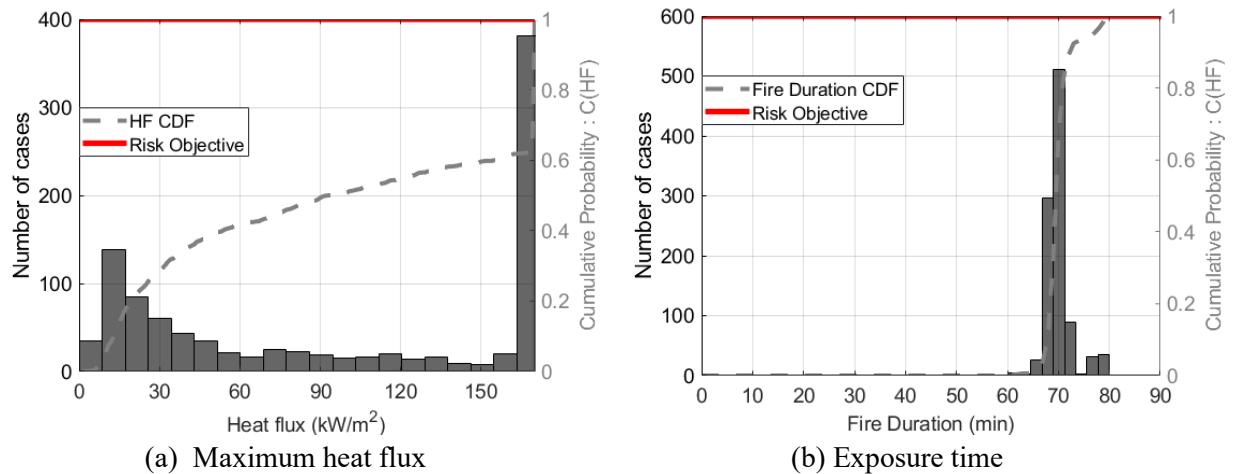 400
300
200
100
0
Number of cases
HF CDF
Risk Objective
1
0.8
0.6
0.4
0.2
0
Cumulative Probability : C(HF)
0 30 60 90 120 150
Heat flux (kW/m²)
(a) Maximum heat flux
600
500
400
300
200
100
0
Number of cases
Fire Duration CDF
Risk Objective
1
0.8
0.6
0.4
0.2
0
Cumulative Probability : C(HF)
0 10 20 30 40 50 60 70 80 90
Fire Duration (min)
(b) Exposure time